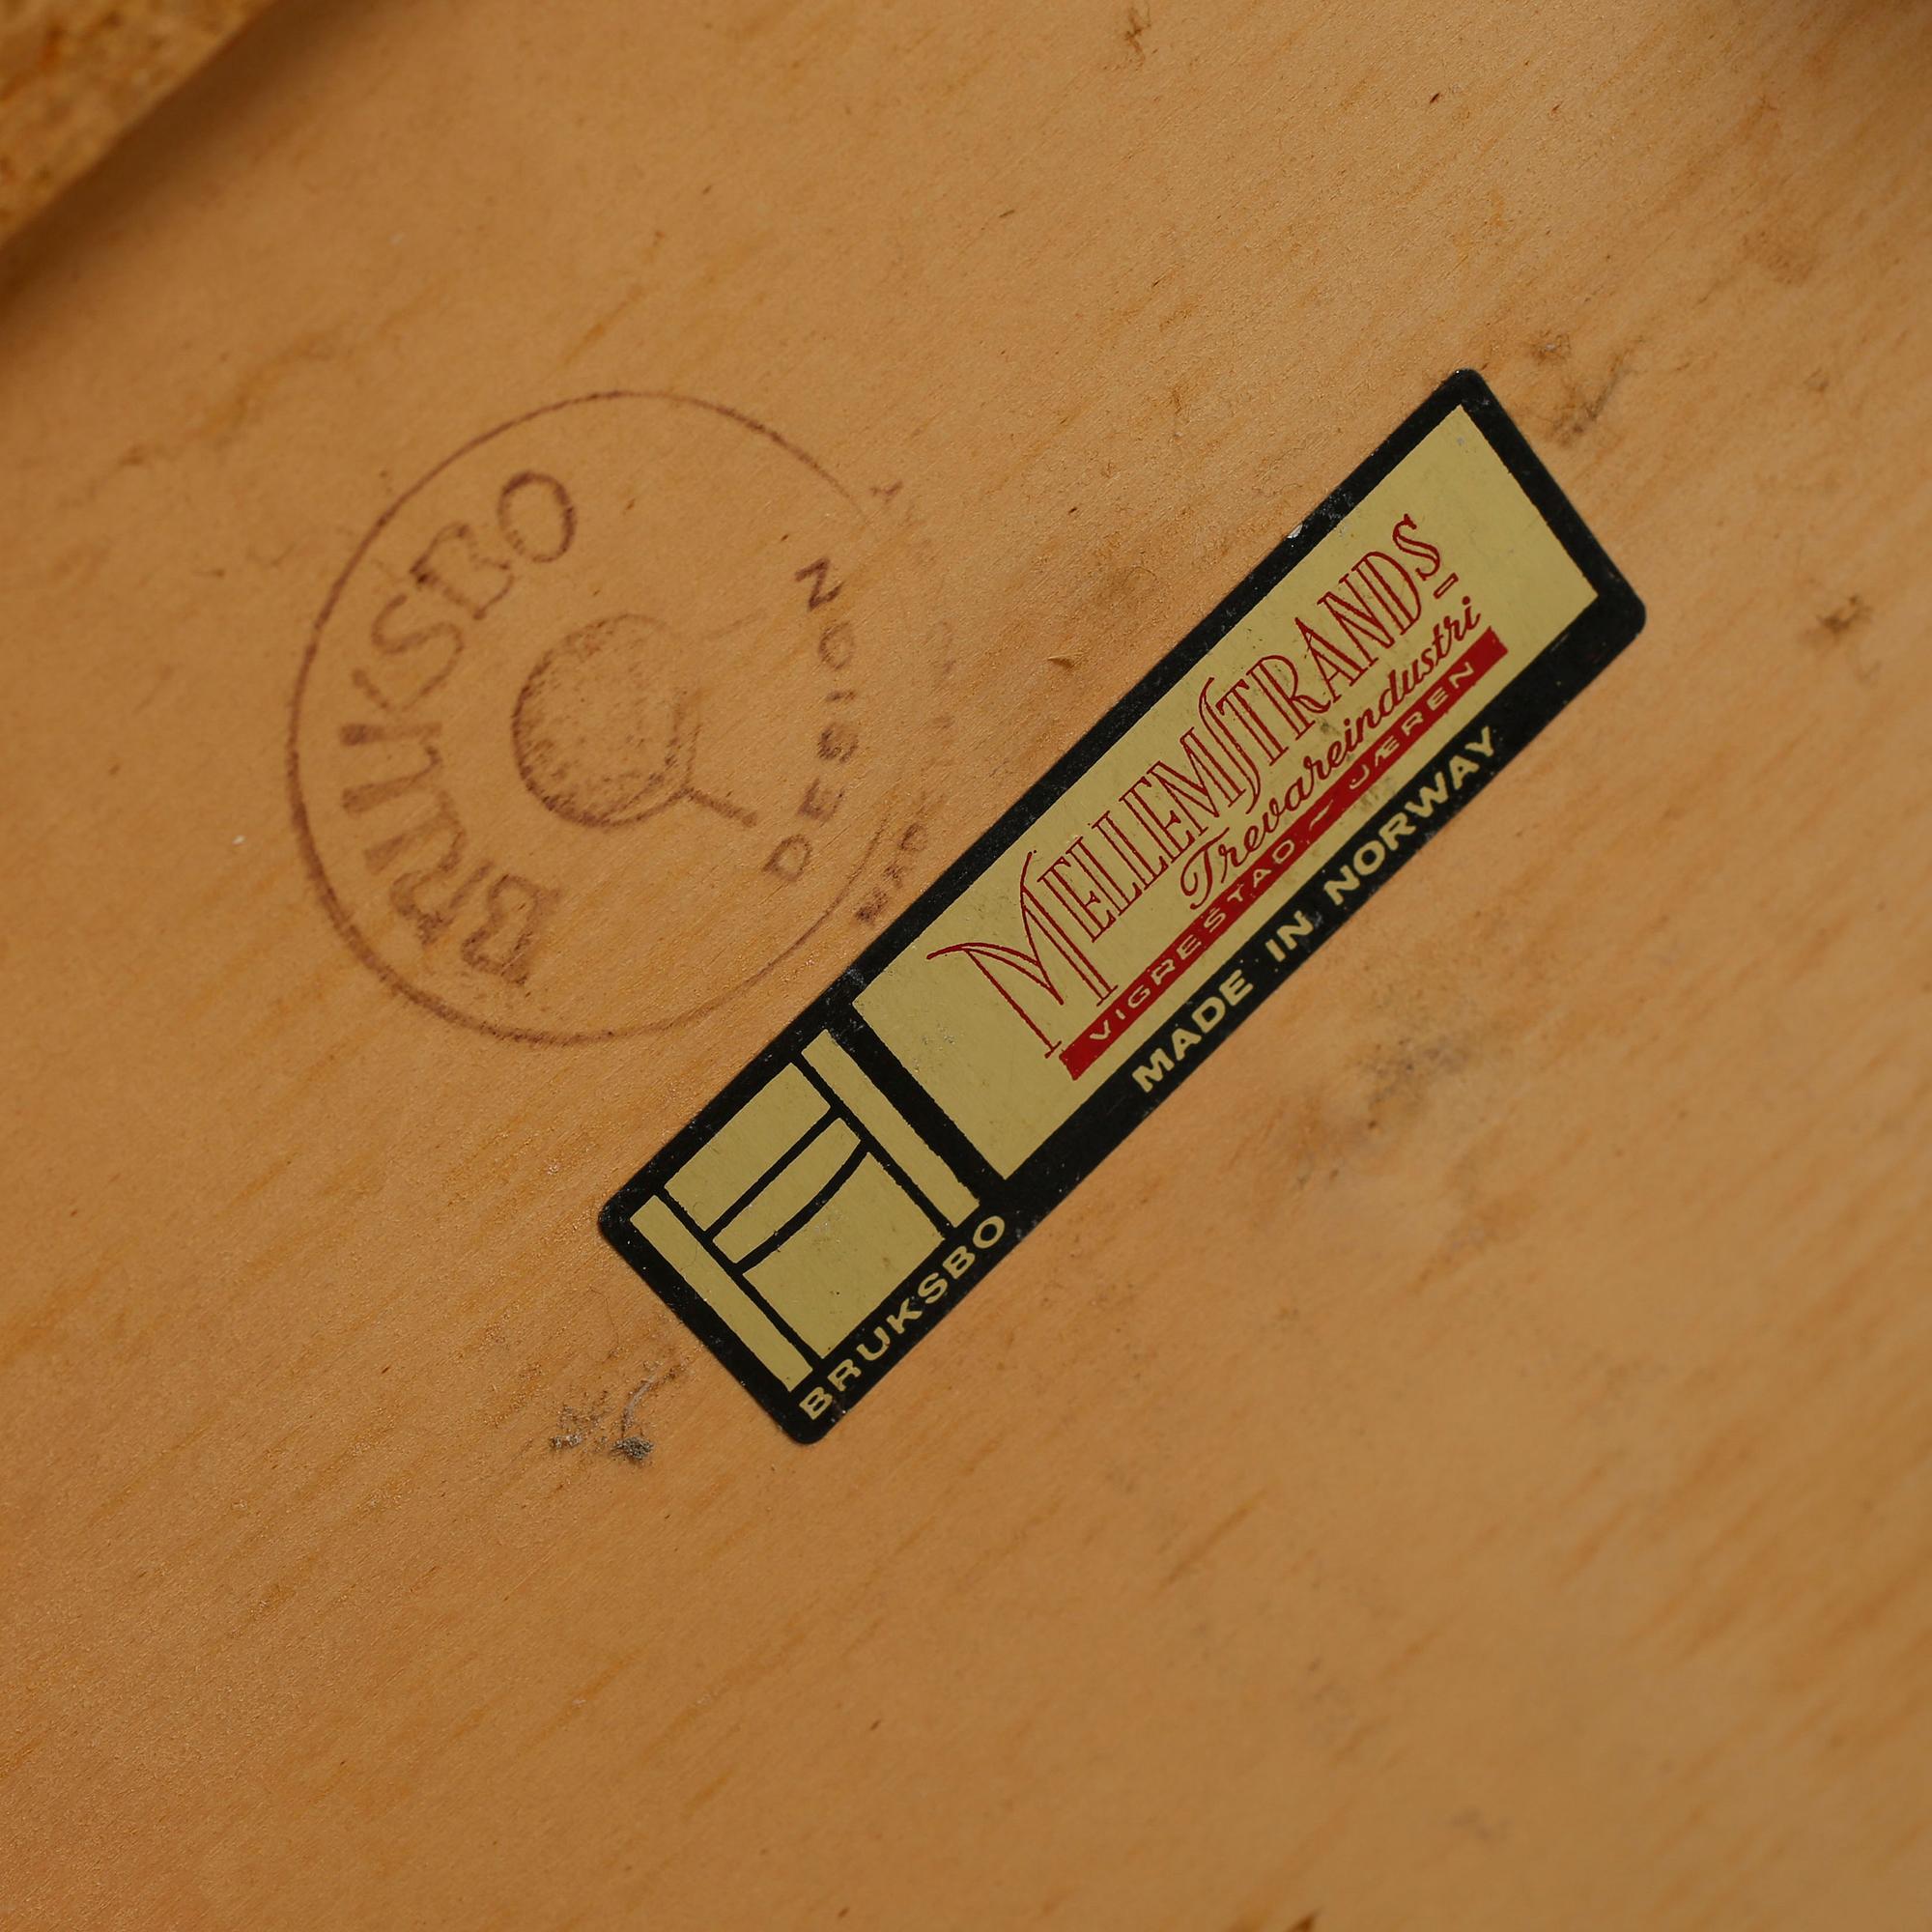 BRUKSBO
DESIGN
MELLEMSTRANDS
Trevareindustri
VIGRESTAD - JÆREN
MADE IN NORWAY
BRUKSBO